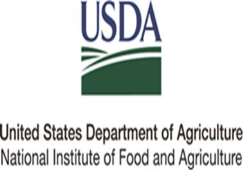 USDA
United States Department of Agriculture
National Institute of Food and Agriculture